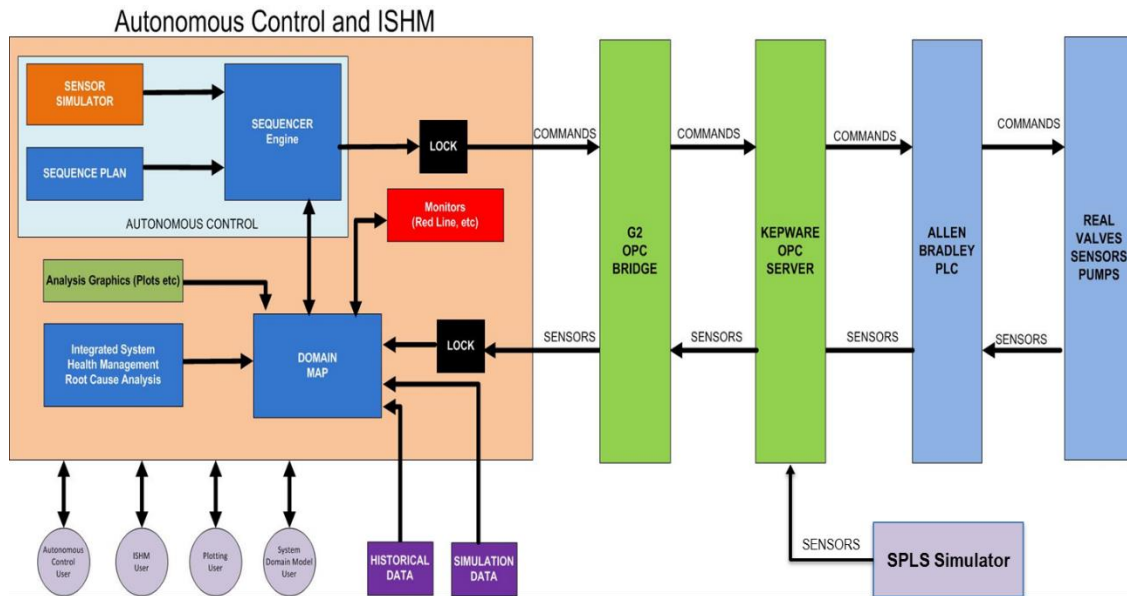 Autonomous Control and ISHM
SENSOR
SIMULATOR
SEQUENCER
Engine
SEQUENCE PLAN
AUTONOMOUS CONTROL
LOCK
COMMANDS
COMMANDS
COMMANDS
COMMANDS
Monitors
(Red Line, etc)
G2
OPC
BRIDGE
KEPWARE
OPC
SERVER
ALLEN
BRADLEY
PLC
REAL
VALVES
SENSORS
PUMPS
Analysis Graphics (Plots etc)
Integrated System
Health Management
Root Cause Analysis
DOMAIN
MAP
LOCK
SENSORS
SENSORS
SENSORS
SENSORS
Autonomous
Control
User
ISHM
User
Plotting
User
System
Domain Model
User
HISTORICAL
DATA
SIMULATION
DATA
SENSORS
SPLS Simulator